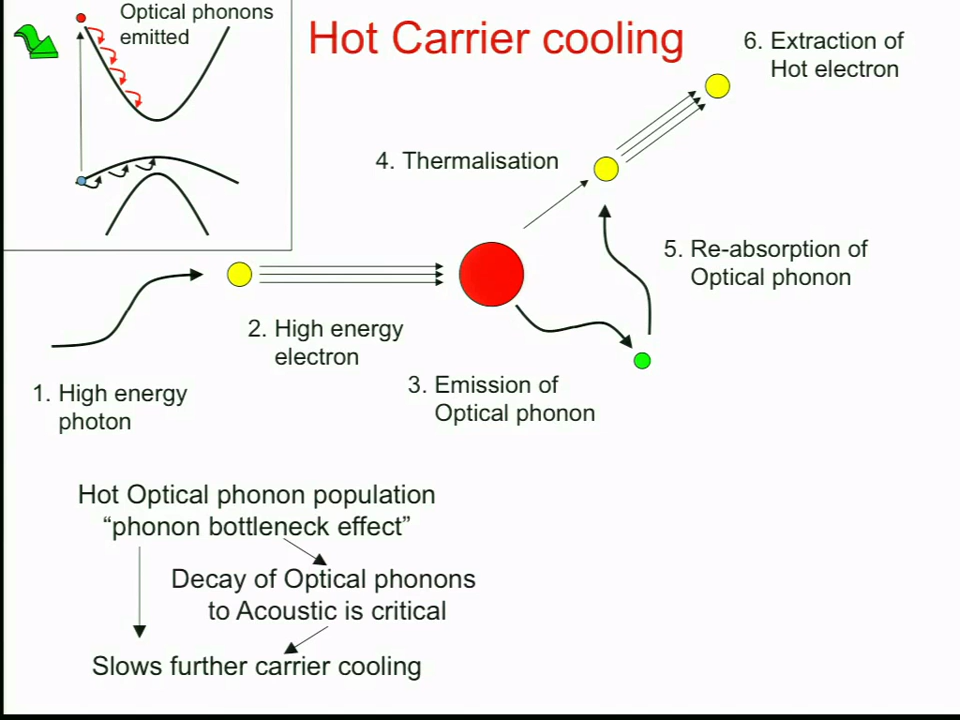 Optical phonons
emitted
Hot Carrier cooling
6. Extraction of
Hot electron
4. Thermalisation
5. Re-absorption of
Optical phonon
2. High energy
electron
3. Emission of
Optical phonon
1. High energy
photon
Hot Optical phonon population
“phonon bottleneck effect”
Decay of Optical phonons
to Acoustic is critical
Slows further carrier cooling